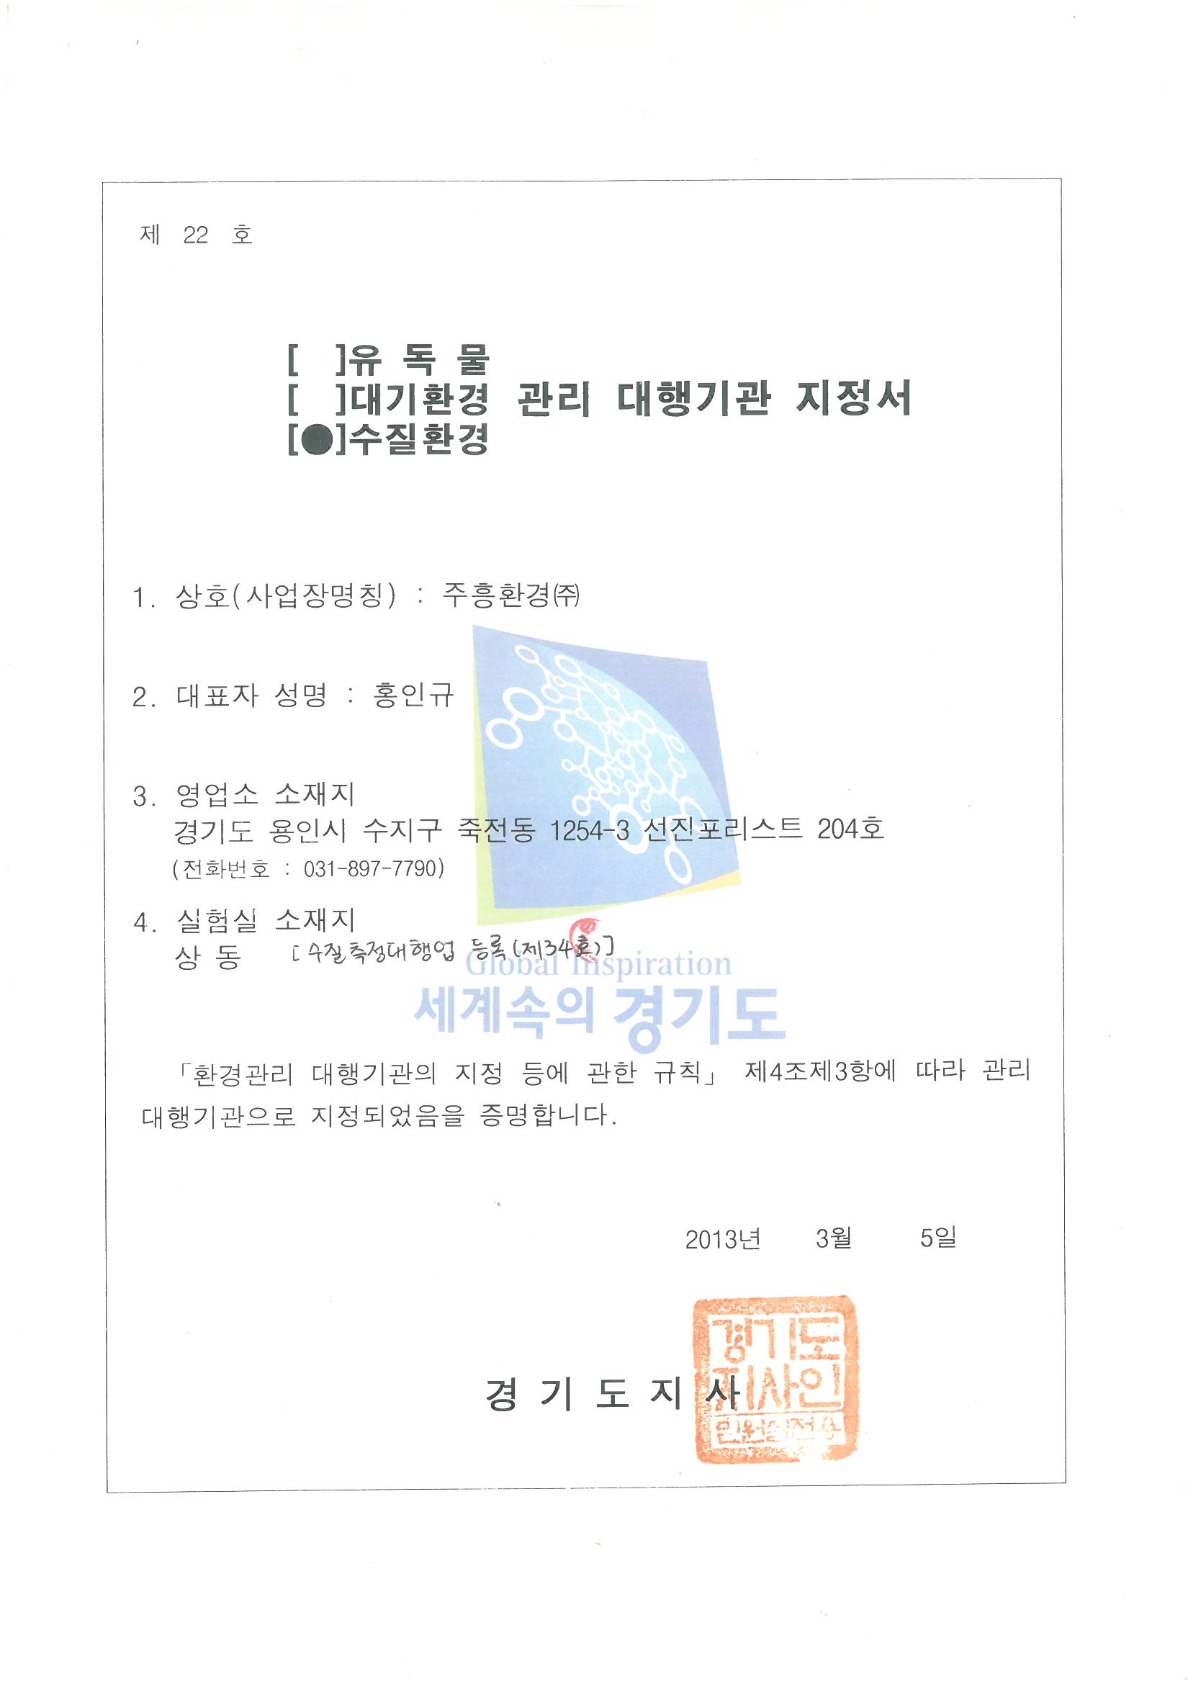 제 22 호
[ ]유 독 물
[ ]대기환경 관리 대행기관 지정서
[●]수질환경
1. 상호(사업장명칭) : 주흥환경㈜
2. 대표자 성명 : 홍인규
3. 영업소 소재지
경기도 용인시 수지구 죽전동 1254-3 선진포리스트 204호
(전화번호 : 031-897-7790)
4. 실험실 소재지
상 동 [수질측정대행업 등록(제34호)]
Global Inspiration
세계속의 경기도
「환경관리 대행기관의 지정 등에 관한 규칙」 제4조제3항에 따라 관리
대행기관으로 지정되었음을 증명합니다.
2013년 3월 5일
경기도지사
경기도
지사인
민원실전용